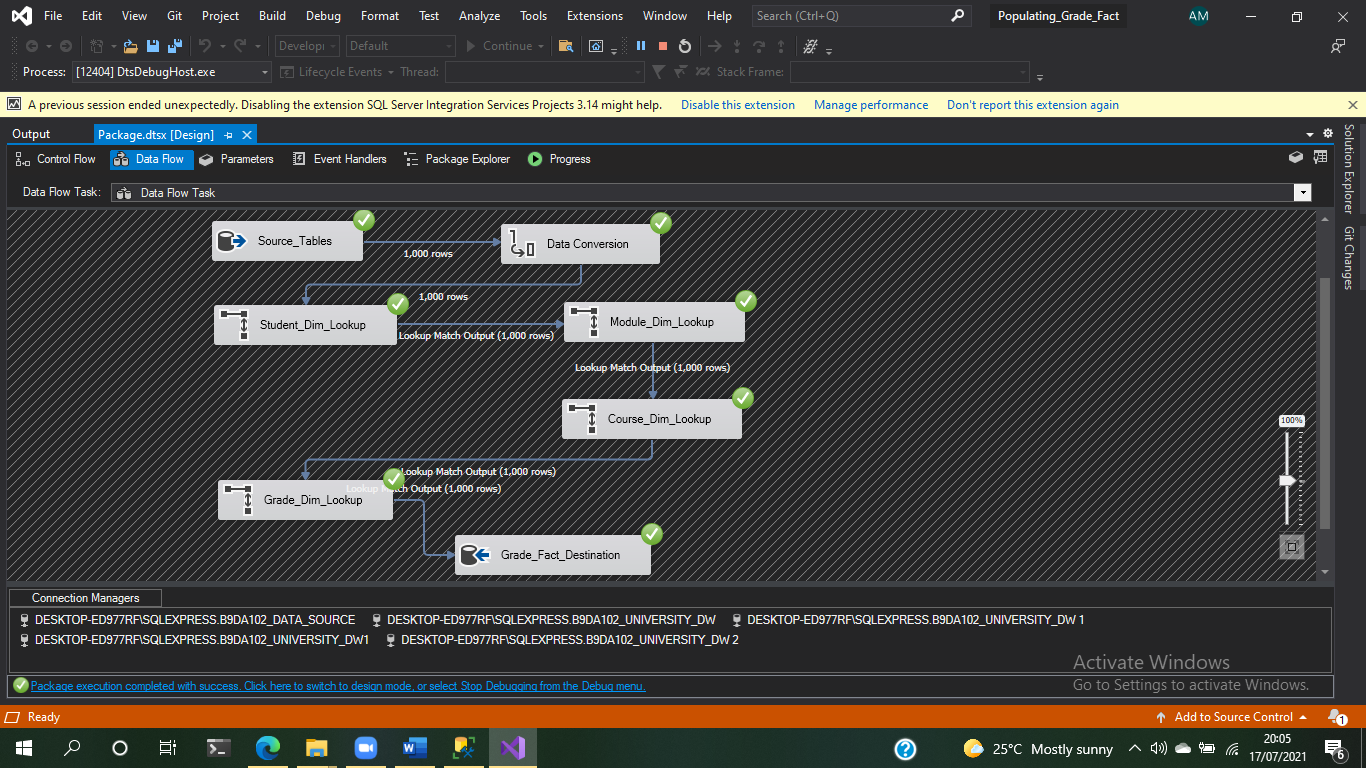 File Edit View Git Project Build Debug Format Test Analyze Tools Extensions Window Help Search (Ctrl+Q) Populating_Grade_Fact AM
Develop Default Continue
Process: [12404] DtsDebugHost.exe Lifecycle Events Thread: Stack Frame:
A previous session ended unexpectedly. Disabling the extension SQL Server Integration Services Projects 3.14 might help. Disable this extension Manage performance Don't report this extension again
Output Package.dtsx [Design]
Control Flow Data Flow Parameters Event Handlers Package Explorer Progress
Data Flow Task: Data Flow Task
Solution Explorer
Git Changes
Source_Tables
Data Conversion
1,000 rows
1,000 rows
Student_Dim_Lookup
Module_Dim_Lookup
Lookup Match Output (1,000 rows)
Lookup Match Output (1,000 rows)
Course_Dim_Lookup
100%
Lookup Match Output (1,000 rows)
Lookup Match Output (1,000 rows)
Grade_Dim_Lookup
Grade_Fact_Destination
Connection Managers
DESKTOP-ED977RF\SQLEXPRESS.B9DA102_DATA_SOURCE DESKTOP-ED977RF\SQLEXPRESS.B9DA102_UNIVERSITY_DW DESKTOP-ED977RF\SQLEXPRESS.B9DA102_UNIVERSITY_DW 1
DESKTOP-ED977RF\SQLEXPRESS.B9DA102_UNIVERSITY_DW1 DESKTOP-ED977RF\SQLEXPRESS.B9DA102_UNIVERSITY_DW 2
Activate Windows
Go to Settings to activate Windows.
Package execution completed with success. Click here to switch to design mode, or select Stop Debugging from the Debug menu.
Ready Add to Source Control 1
25°C Mostly sunny 20:05
17/07/2021 6